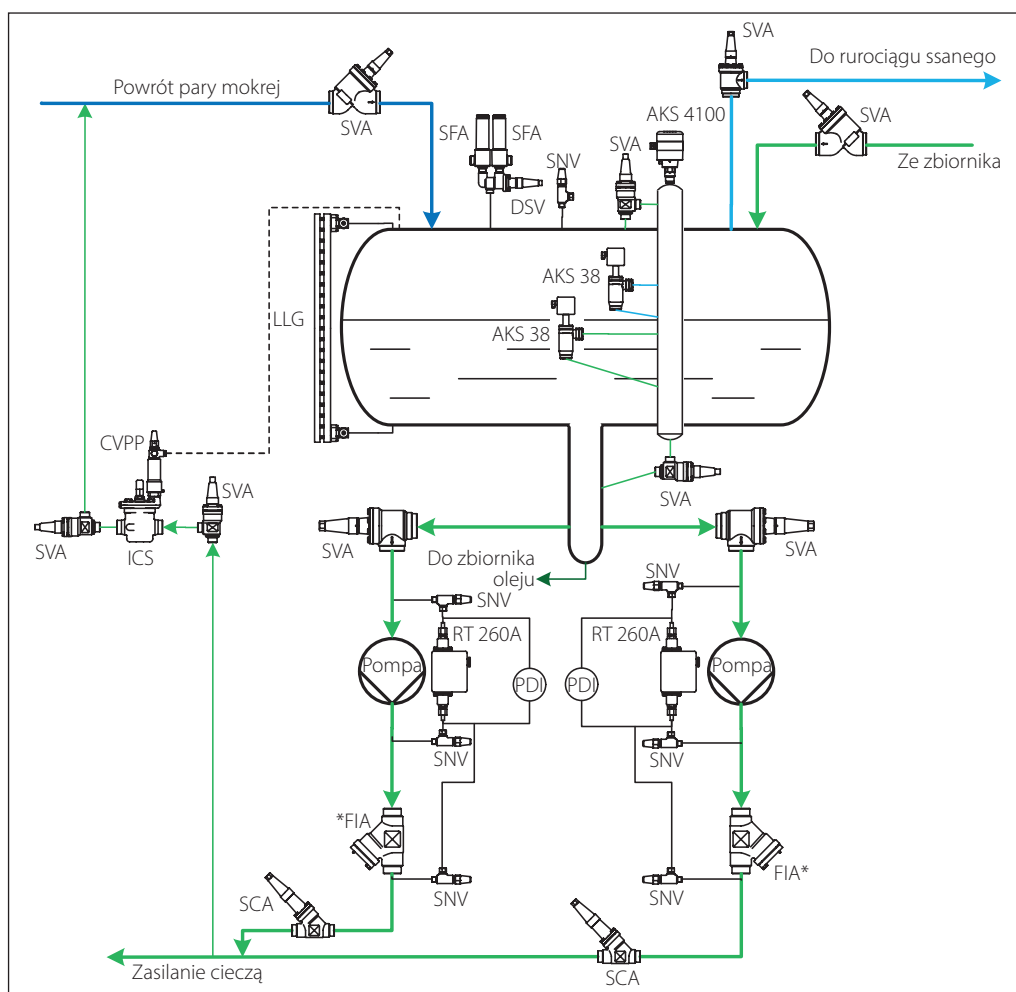 SVA
Do rurociągu ssanego
Powrót pary mokrej
SVA
SFA
SFA
AKS 4100
SVA
SVA
SNV
Ze zbiornika
DSV
AKS 38
LLG
AKS 38
CVPP
SVA
SVA
SVA
ICS
SVA
SVA
Do zbiornika
oleju
SNV
SNV
RT 260A
RT 260A
Pompa
PDI
PDI
Pompa
SNV
SNV
*FIA
FIA*
SNV
SNV
SCA
SCA
Zasilanie cieczą